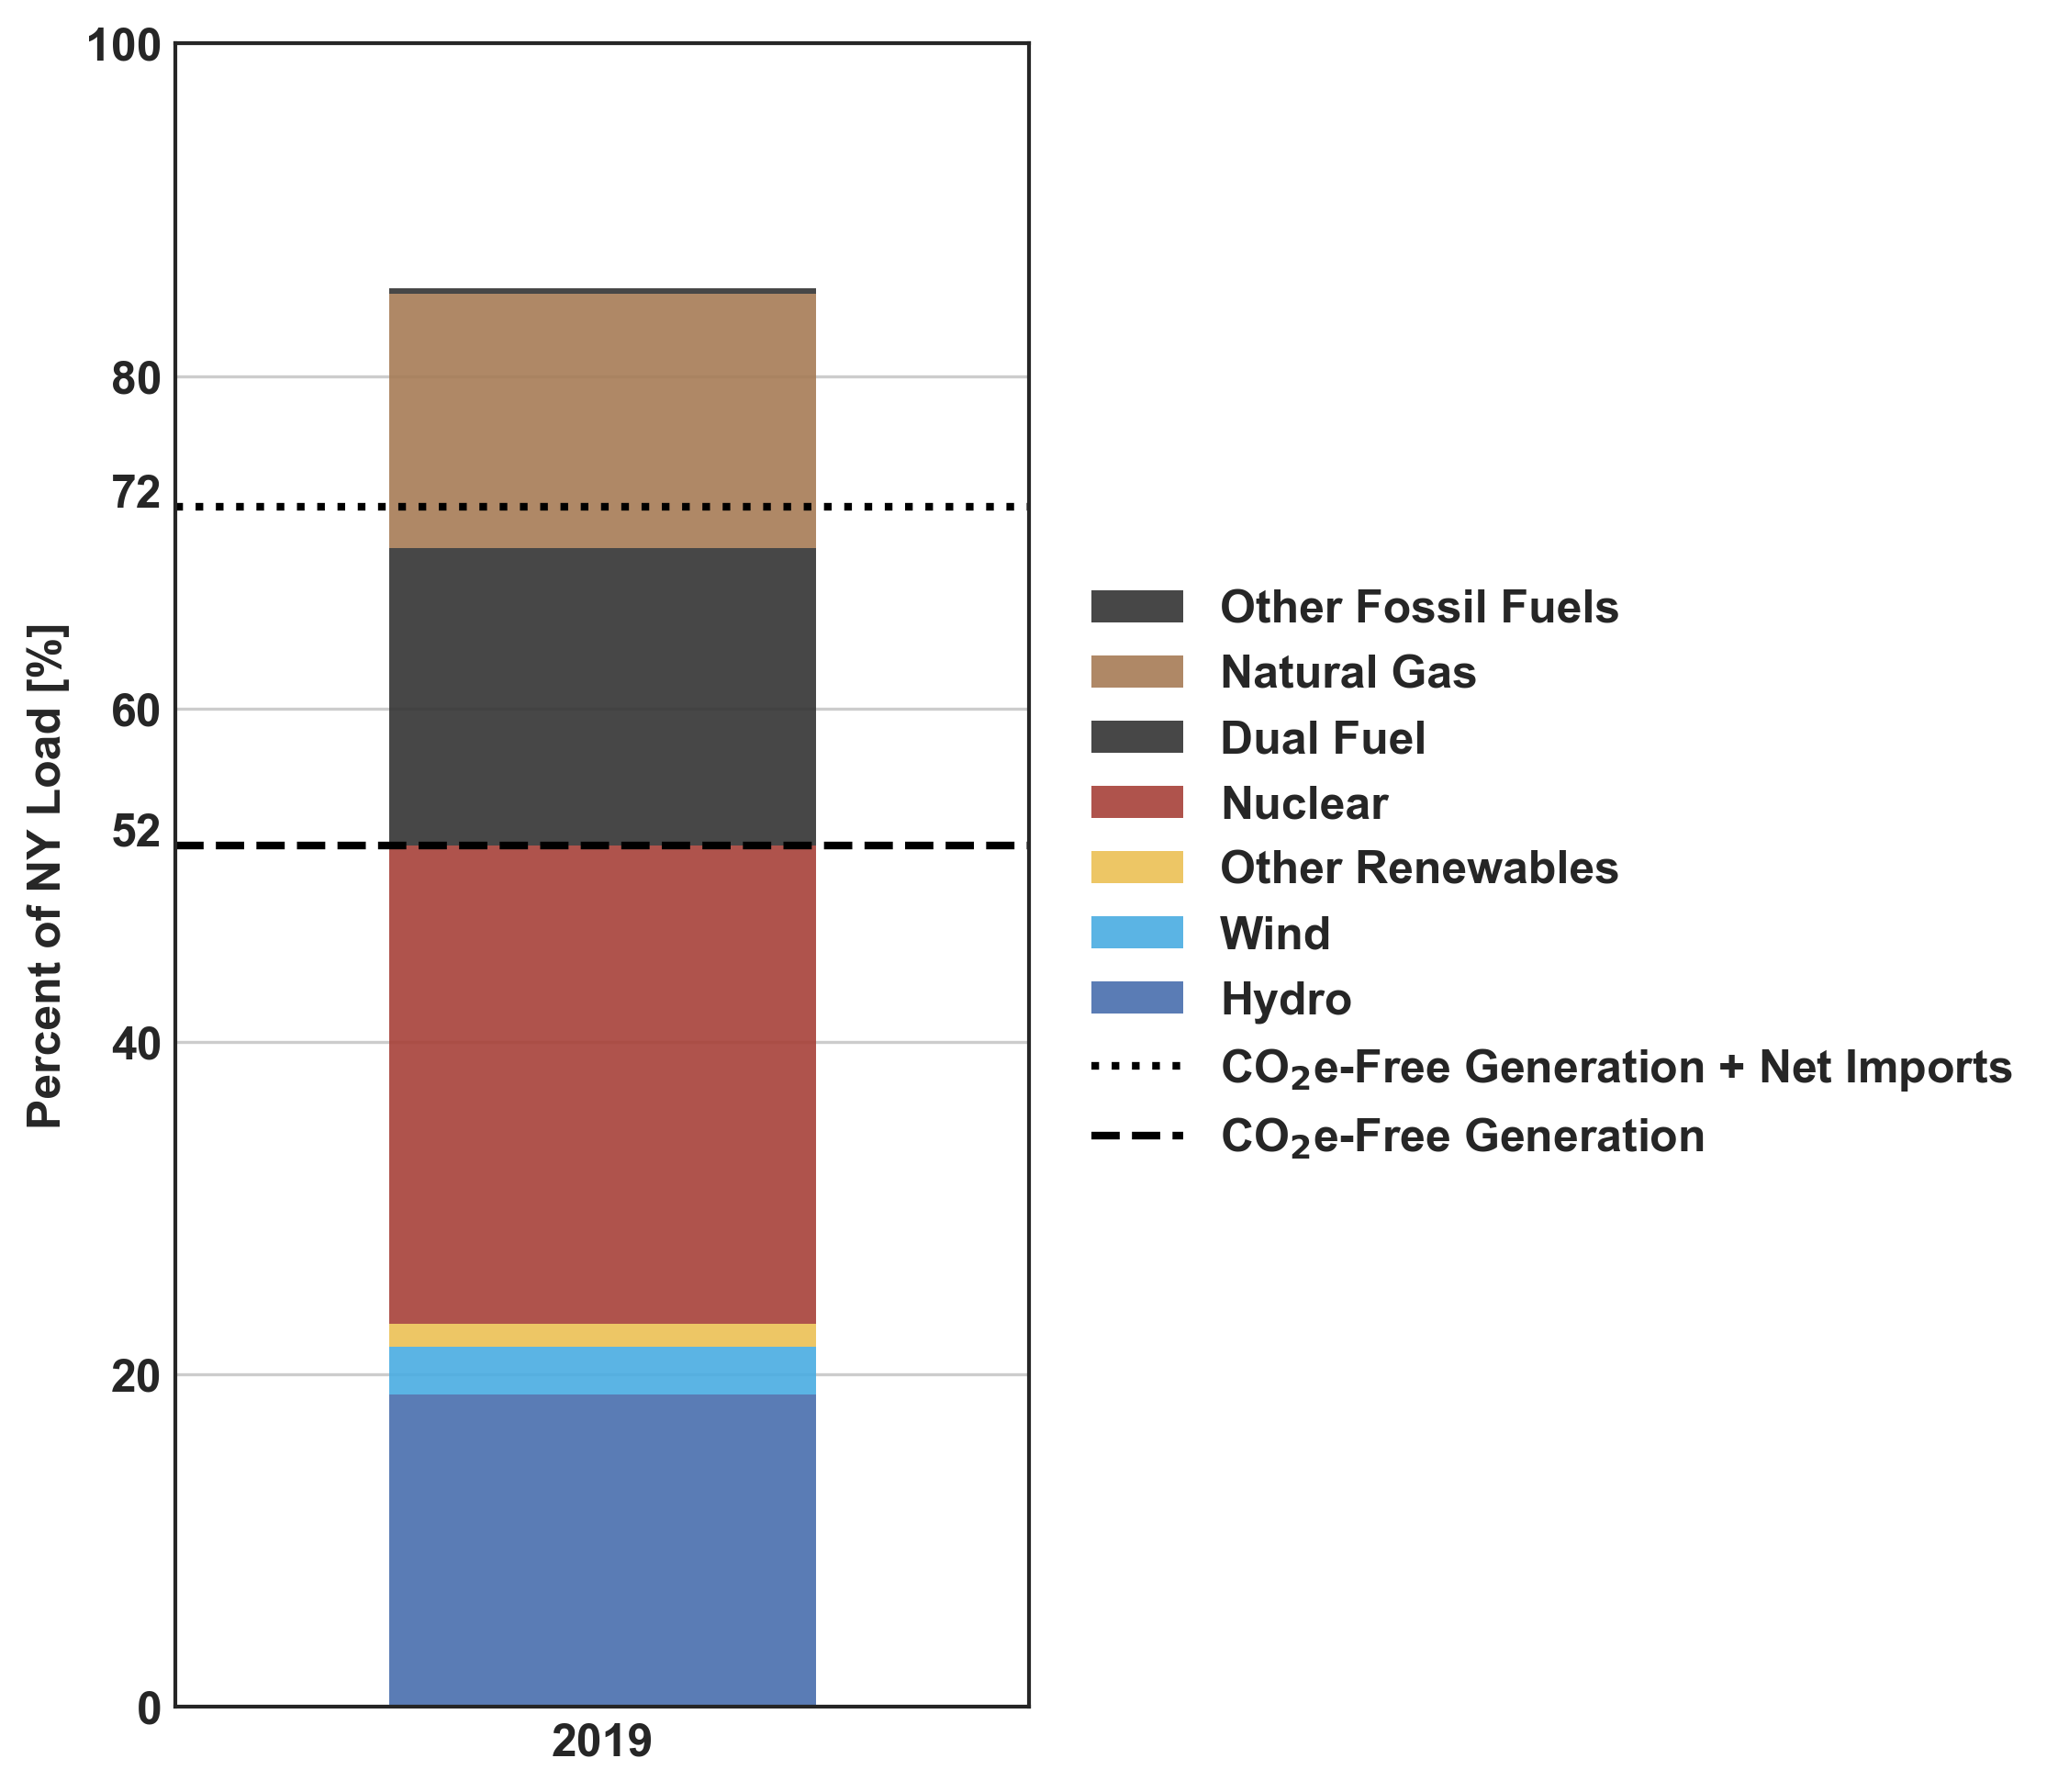 Percent of NY Load [%]
100
80
72
60
52
40
20
0
2019
Other Fossil Fuels
Natural Gas
Dual Fuel
Nuclear
Other Renewables
Wind
Hydro
CO₂e-Free Generation + Net Imports
CO₂e-Free Generation